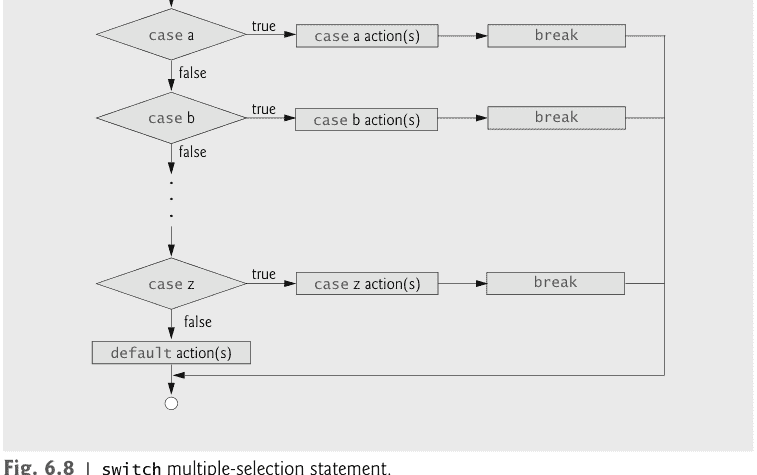 true
case a
case a action(s)
break
false
true
case b
case b action(s)
break
false
true
case z
case z action(s)
break
false
default action(s)
Fig. 6.8 | switch multiple-selection statement.